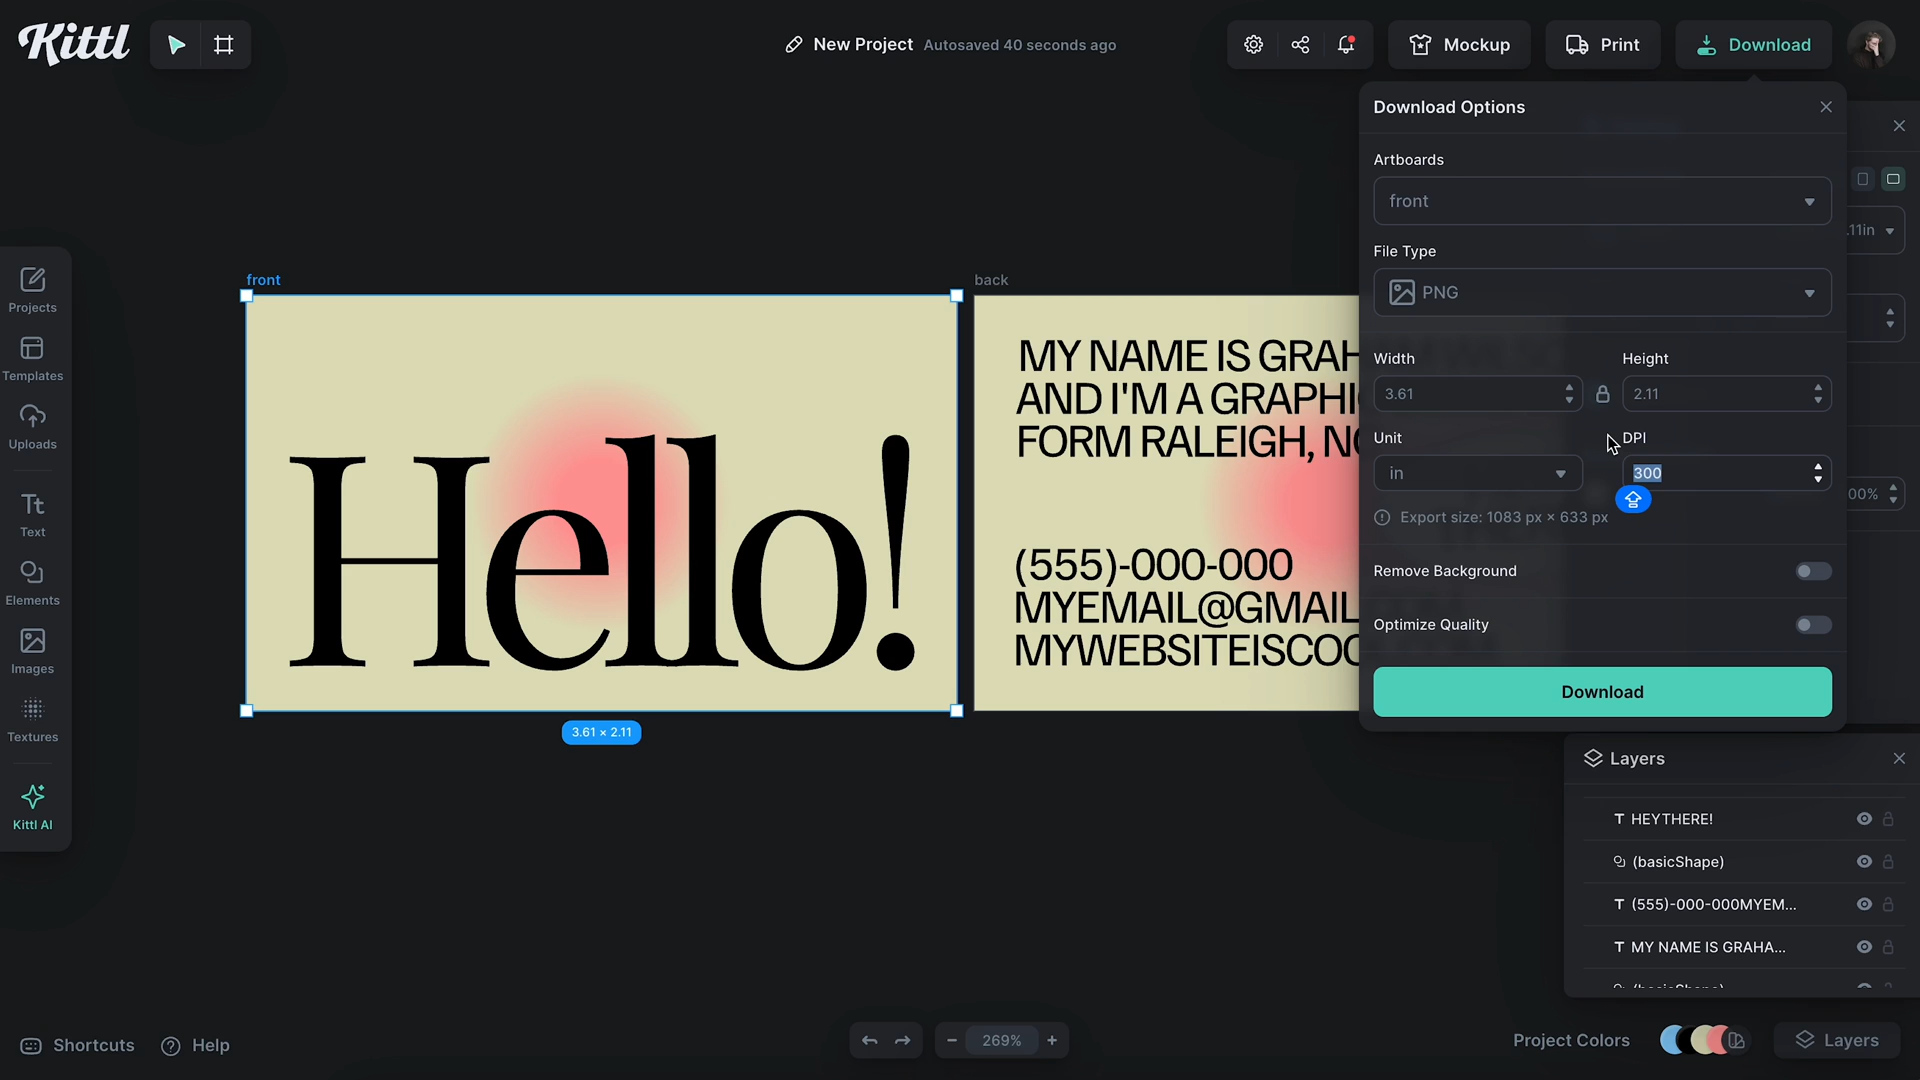 Kittl
New Project Autosaved 40 seconds ago
Mockup
Print
Download
Download Options
Artboards
front
File Type
PNG
Width
Height
3.61
2.11
Unit
DPI
in
300
Export size: 1083 px × 633 px
Remove Background
Optimize Quality
Download
.11in
00%
Projects
Templates
Uploads
Text
Elements
Images
Textures
Kittl AI
front
Hello!
3.61 × 2.11
back
MY NAME IS GRAH
AND I'M A GRAPHI
FORM RALEIGH, N
(555)-000-000
MYEMAIL@GMAIL
MYWEBSITEISCOO
Layers
T HEYTHERE!
(basicShape)
T (555)-000-000MYEM...
T MY NAME IS GRAHA...
Shortcuts
Help
269%
Project Colors
Layers